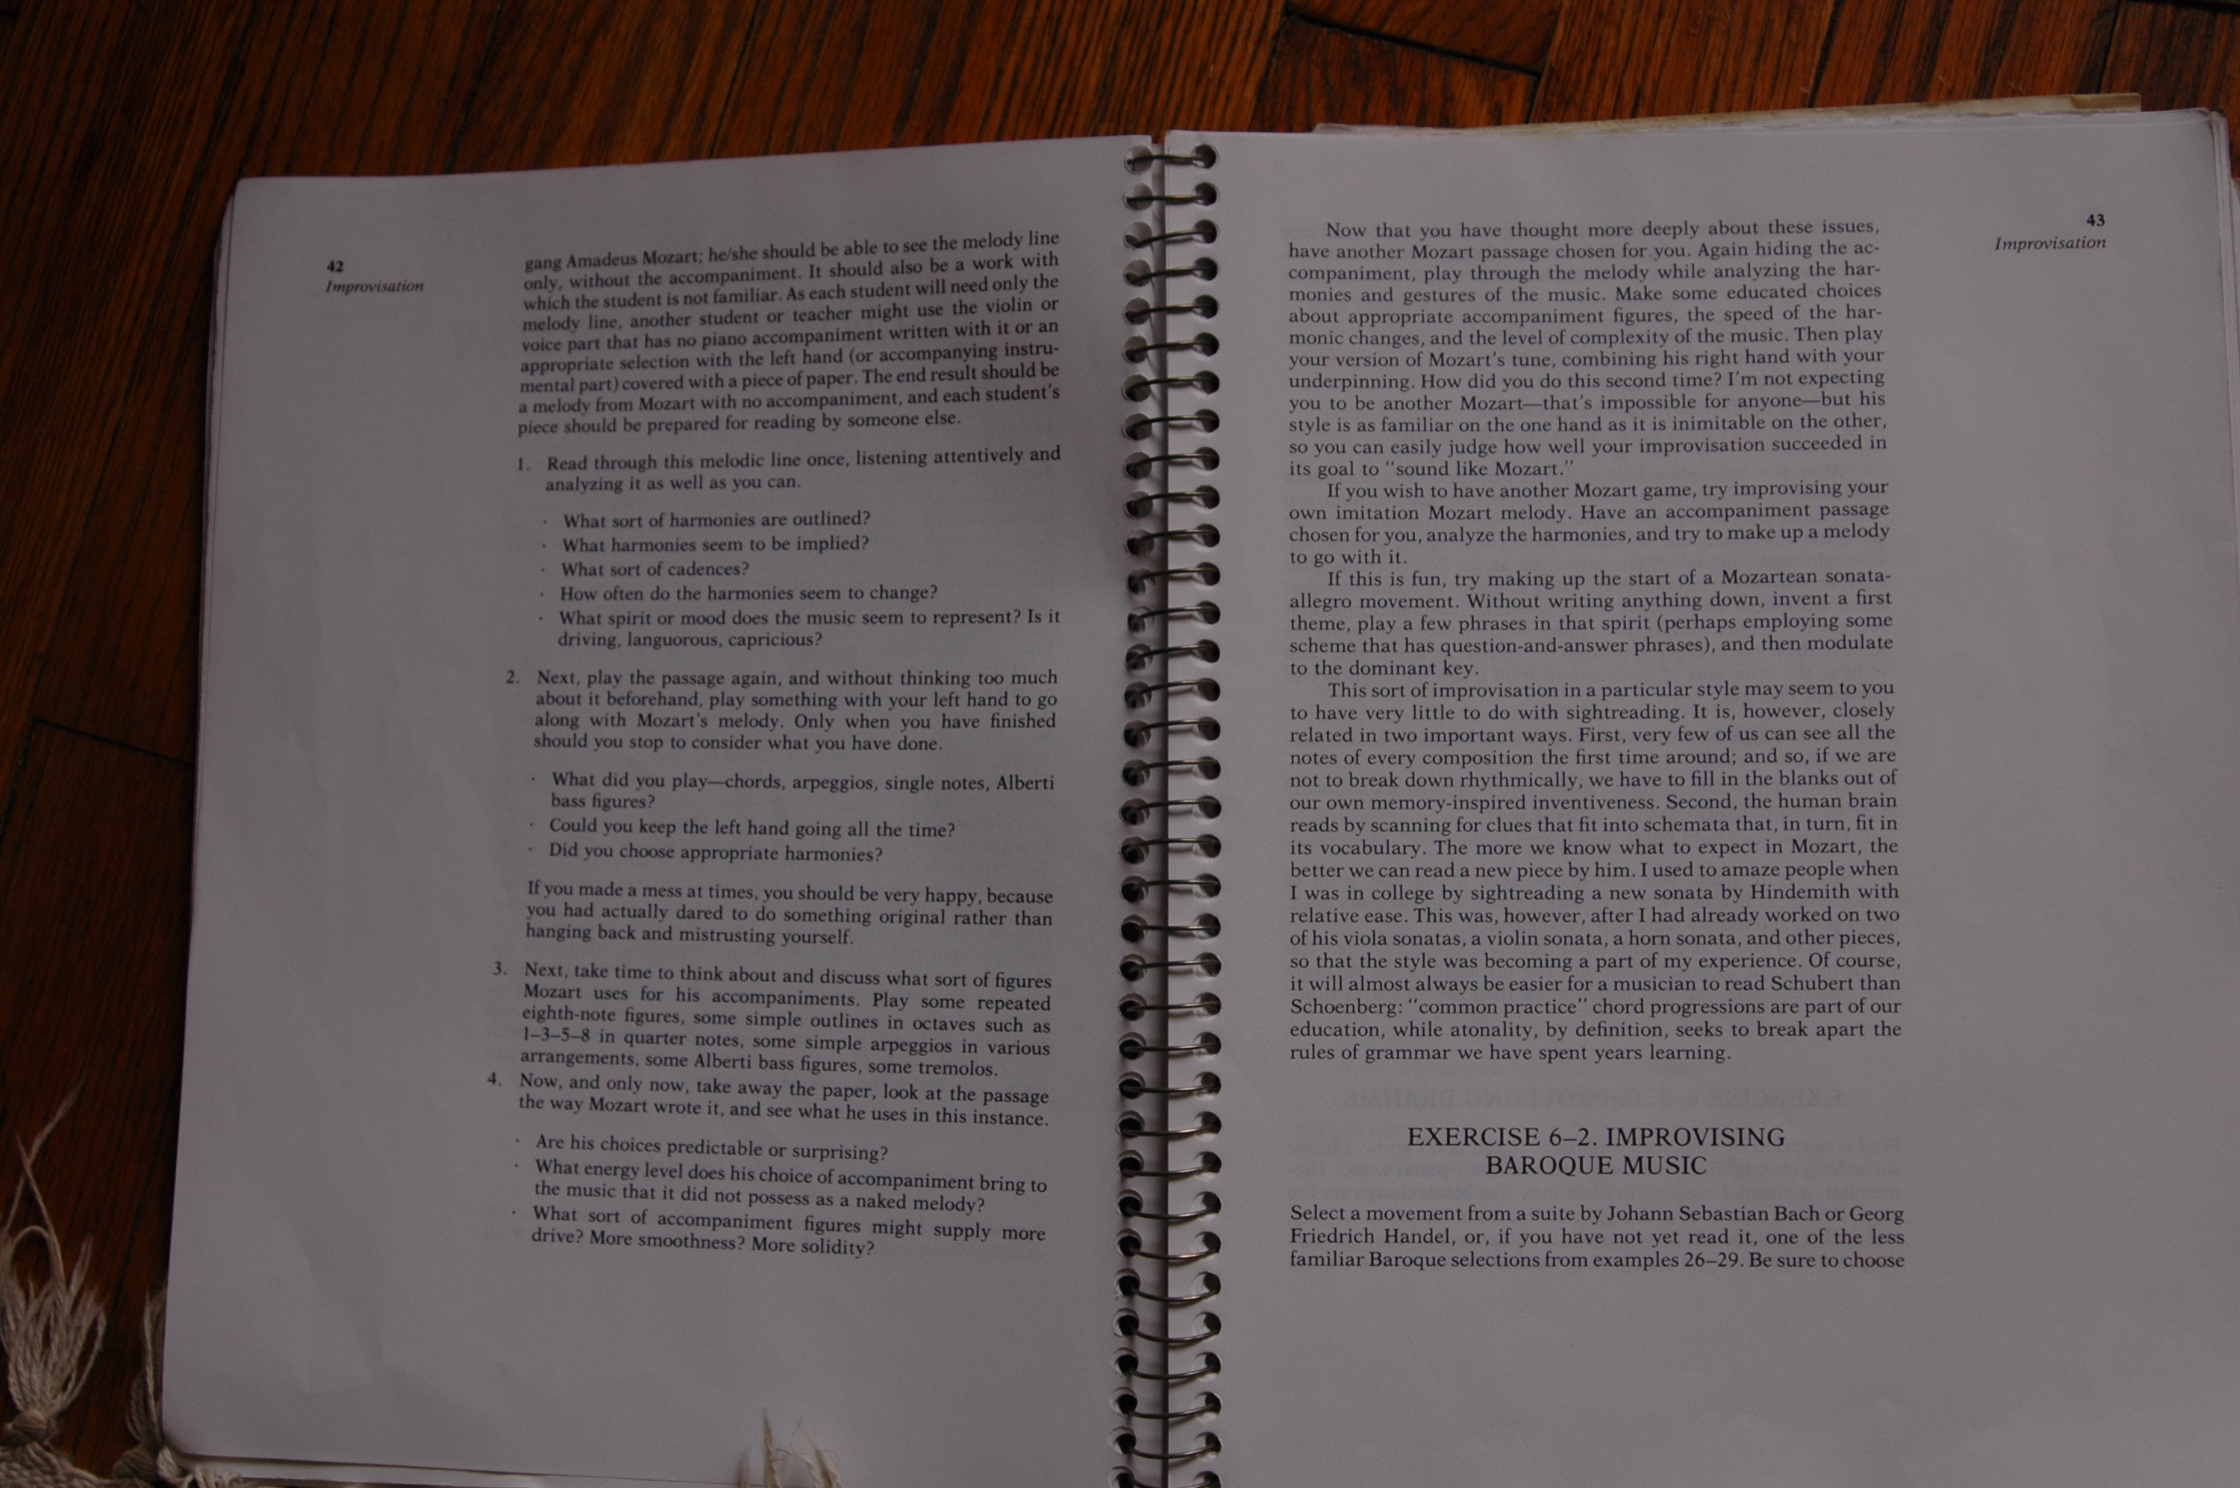 42
Improvisation
gang Amadeus Mozart; he/she should be able to see the melody line
only, without the accompaniment. It should also be a work with
which the student is not familiar. As each student will need only the
melody line, another student or teacher might use the violin or
voice part that has no piano accompaniment written with it or an
appropriate selection with the left hand (or accompanying instru-
mental part) covered with a piece of paper. The end result should be
a melody from Mozart with no accompaniment, and each student's
piece should be prepared for reading by someone else.
1. Read through this melodic line once, listening attentively and
analyzing it as well as you can.
· What sort of harmonies are outlined?
· What harmonies seem to be implied?
· What sort of cadences?
· How often do the harmonies seem to change?
· What spirit or mood does the music seem to represent? Is it
driving, languorous, capricious?
2. Next, play the passage again, and without thinking too much
about it beforehand, play something with your left hand to go
along with Mozart's melody. Only when you have finished
should you stop to consider what you have done.
· What did you play—chords, arpeggios, single notes, Alberti
bass figures?
· Could you keep the left hand going all the time?
· Did you choose appropriate harmonies?
If you made a mess at times, you should be very happy, because
you had actually dared to do something original rather than
hanging back and mistrusting yourself.
3. Next, take time to think about and discuss what sort of figures
Mozart uses for his accompaniments. Play some repeated
eighth-note figures, some simple outlines in octaves such as
1–3–5–8 in quarter notes, some simple arpeggios in various
arrangements, some Alberti bass figures, some tremolos.
4. Now, and only now, take away the paper, look at the passage
the way Mozart wrote it, and see what he uses in this instance.
· Are his choices predictable or surprising?
· What energy level does his choice of accompaniment bring to
the music that it did not possess as a naked melody?
· What sort of accompaniment figures might supply more
drive? More smoothness? More solidity?
43
Improvisation
Now that you have thought more deeply about these issues,
have another Mozart passage chosen for you. Again hiding the ac-
companiment, play through the melody while analyzing the har-
monies and gestures of the music. Make some educated choices
about appropriate accompaniment figures, the speed of the har-
monic changes, and the level of complexity of the music. Then play
your version of Mozart's tune, combining his right hand with your
underpinning. How did you do this second time? I'm not expecting
you to be another Mozart—that's impossible for anyone—but his
style is as familiar on the one hand as it is inimitable on the other,
so you can easily judge how well your improvisation succeeded in
its goal to "sound like Mozart."
If you wish to have another Mozart game, try improvising your
own imitation Mozart melody. Have an accompaniment passage
chosen for you, analyze the harmonies, and try to make up a melody
to go with it.
If this is fun, try making up the start of a Mozartean sonata-
allegro movement. Without writing anything down, invent a first
theme, play a few phrases in that spirit (perhaps employing some
scheme that has question-and-answer phrases), and then modulate
to the dominant key.
This sort of improvisation in a particular style may seem to you
to have very little to do with sightreading. It is, however, closely
related in two important ways. First, very few of us can see all the
notes of every composition the first time around; and so, if we are
not to break down rhythmically, we have to fill in the blanks out of
our own memory-inspired inventiveness. Second, the human brain
reads by scanning for clues that fit into schemata that, in turn, fit in
its vocabulary. The more we know what to expect in Mozart, the
better we can read a new piece by him. I used to amaze people when
I was in college by sightreading a new sonata by Hindemith with
relative ease. This was, however, after I had already worked on two
of his viola sonatas, a violin sonata, a horn sonata, and other pieces,
so that the style was becoming a part of my experience. Of course,
it will almost always be easier for a musician to read Schubert than
Schoenberg: "common practice" chord progressions are part of our
education, while atonality, by definition, seeks to break apart the
rules of grammar we have spent years learning.
EXERCISE 6–2. IMPROVISING
BAROQUE MUSIC
Select a movement from a suite by Johann Sebastian Bach or Georg
Friedrich Handel, or, if you have not yet read it, one of the less
familiar Baroque selections from examples 26–29. Be sure to choose